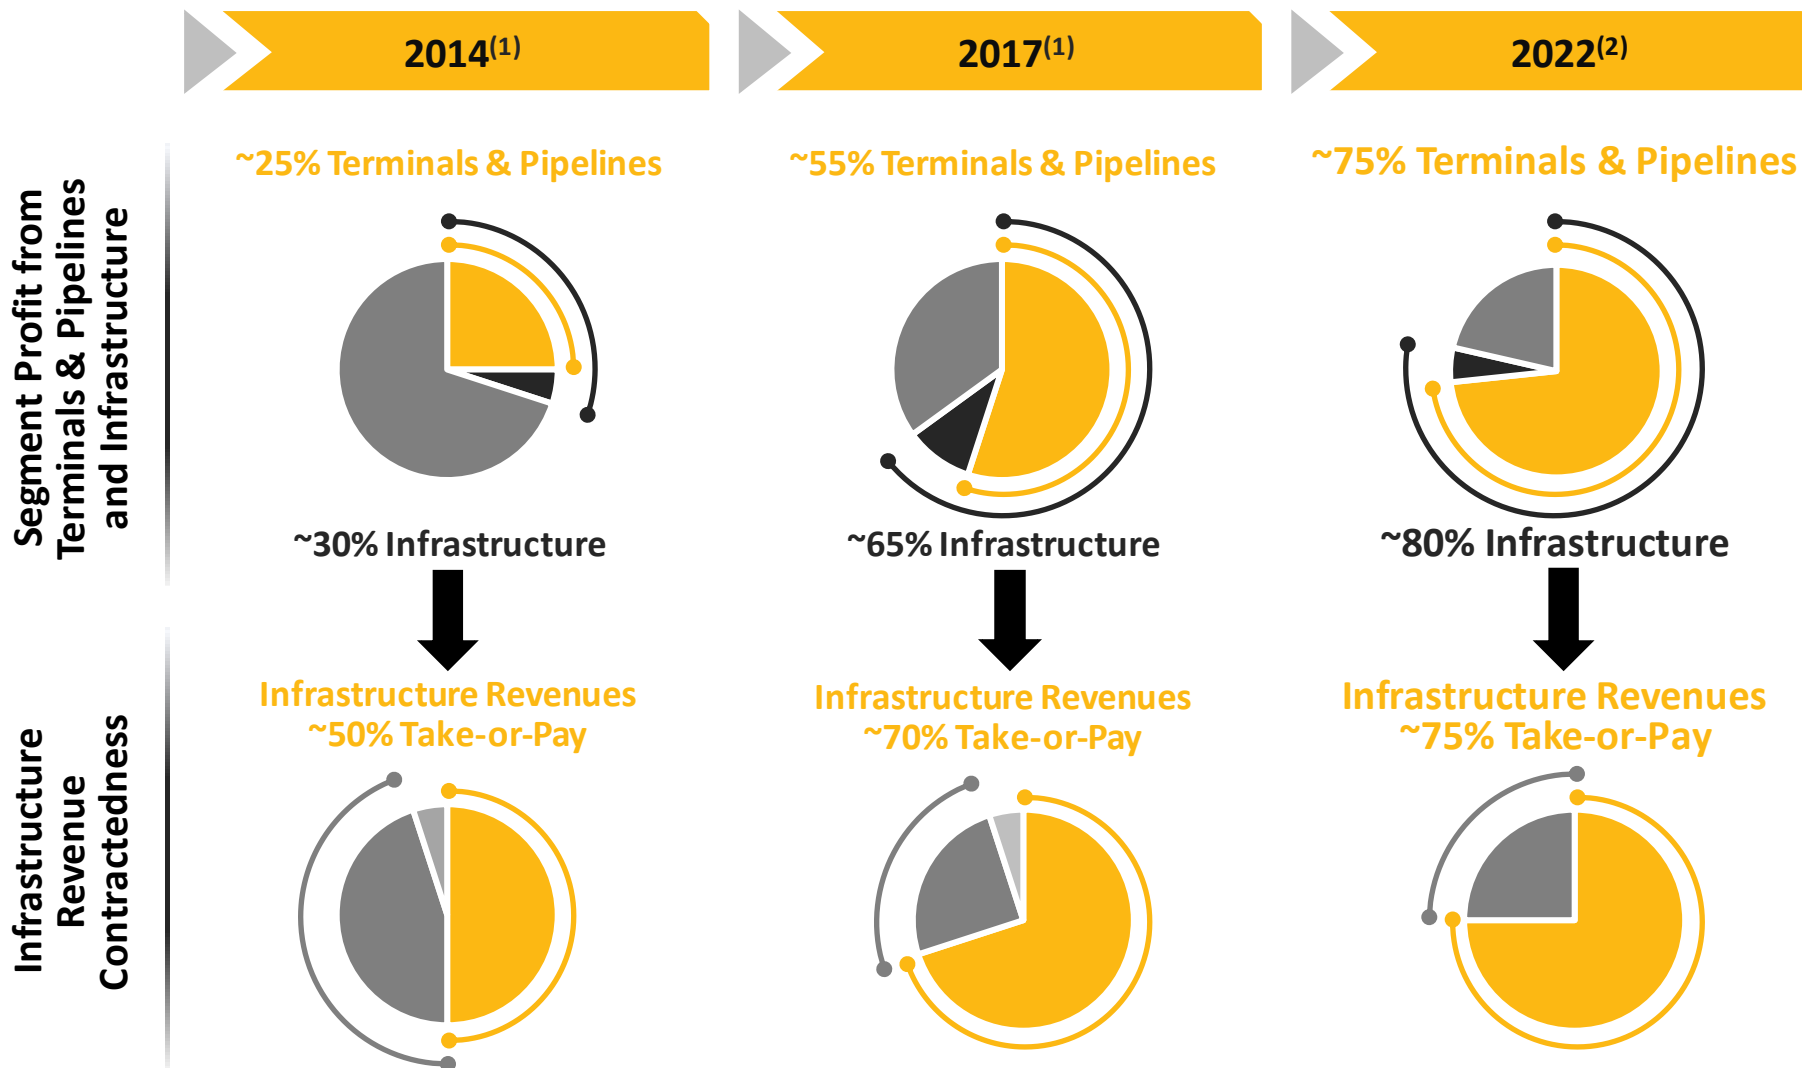 2014(1)
2017(1)
2022(2)
Segment Profit from
Terminals & Pipelines
and Infrastructure
~25% Terminals & Pipelines
~55% Terminals & Pipelines
~75% Terminals & Pipelines
~30% Infrastructure
~65% Infrastructure
~80% Infrastructure
Infrastructure
Revenue
Contractedness
Infrastructure Revenues
~50% Take-or-Pay
Infrastructure Revenues
~70% Take-or-Pay
Infrastructure Revenues
~75% Take-or-Pay